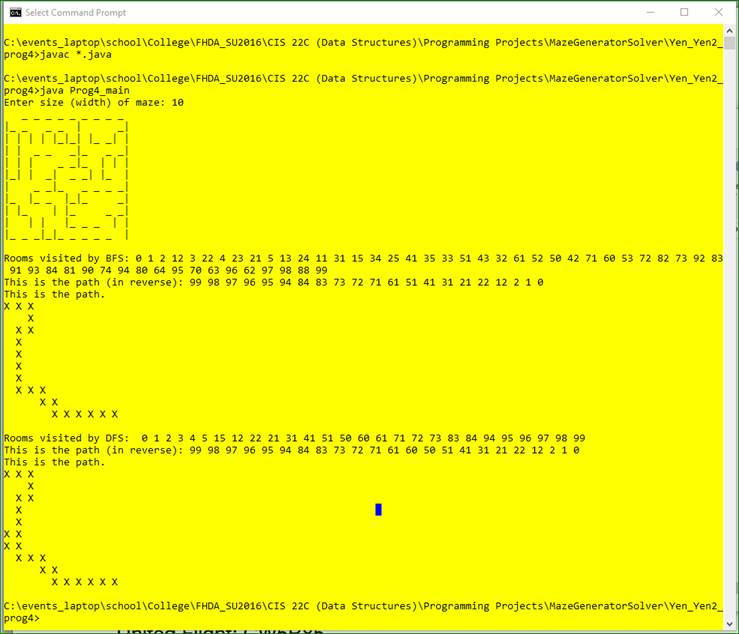 Select Command Prompt
C:\events_laptop\school\College\FHDA_SU2016\CIS 22C (Data Structures)\Programming Projects\MazeGeneratorSolver\Yen_Yen2_
prog4>javac *.java
C:\events_laptop\school\College\FHDA_SU2016\CIS 22C (Data Structures)\Programming Projects\MazeGeneratorSolver\Yen_Yen2_
prog4>java Prog4_main
Enter size (width) of maze: 10
Rooms visited by BFS: 0 1 2 12 3 22 4 23 21 5 13 24 11 31 15 34 25 41 35 33 51 43 32 61 52 50 42 71 60 53 72 82 73 92 83
91 93 84 81 90 74 94 80 64 95 70 63 96 62 97 98 88 99
This is the path (in reverse): 99 98 97 96 95 94 84 83 73 72 71 61 51 41 31 21 22 12 2 1 0
This is the path.
X X X
X
X X
X
X
X
X
X X X
X X
X X X X X X
Rooms visited by DFS:  0 1 2 3 4 5 15 12 22 21 31 41 51 50 60 61 71 72 73 83 84 94 95 96 97 98 99
This is the path (in reverse): 99 98 97 96 95 94 84 83 73 72 71 61 60 50 51 41 31 21 22 12 2 1 0
This is the path.
X X X
X
X X
X
X
X X
X X
X X X
X X
X X X X X X
C:\events_laptop\school\College\FHDA_SU2016\CIS 22C (Data Structures)\Programming Projects\MazeGeneratorSolver\Yen_Yen2_
prog4>